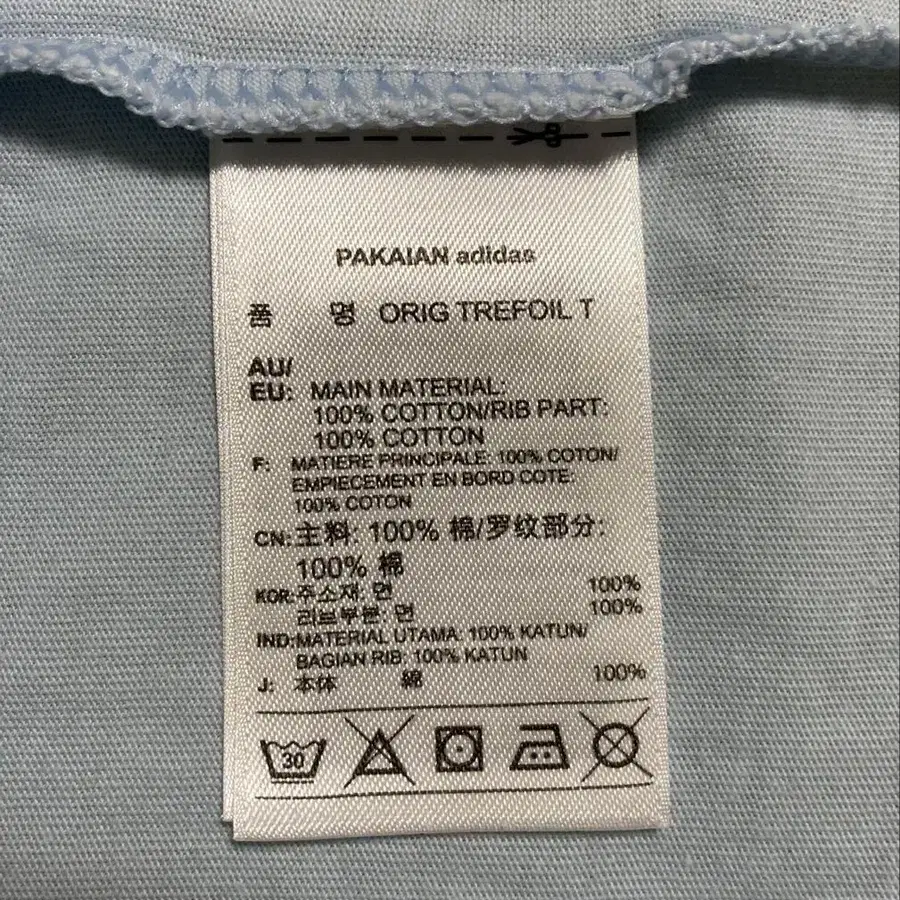 PAKAIAN adidas
품 명 ORIG TREFOIL T
AU/
EU: MAIN MATERIAL:
100% COTTON/RIB PART:
100% COTTON
F: MATIERE PRINCIPALE: 100% COTON/
EMPIECEMENT EN BORD COTE:
100% COTON
CN: 主料: 100% 棉/罗纹部分:
100% 棉
KOR: 주소재: 면 100%
리브부분: 면 100%
IND: MATERIAL UTAMA: 100% KATUN/
BAGIAN RIB: 100% KATUN
J: 本体 綿 100%
30